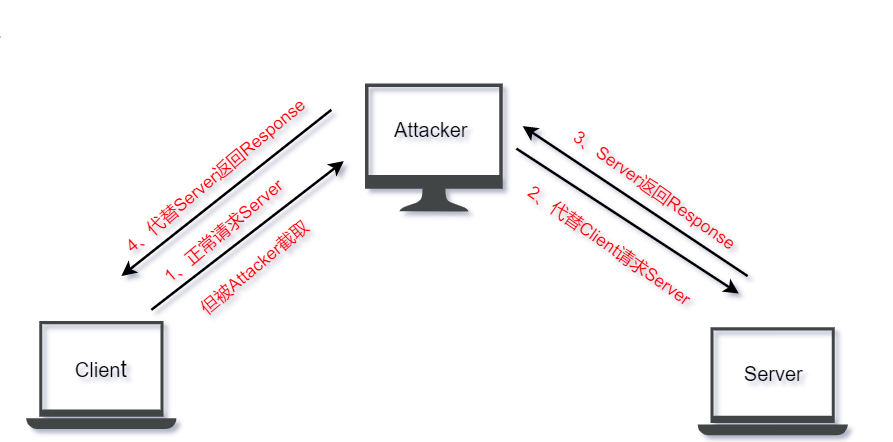 Attacker
4、代替Server返回Response
1、正常请求Server
但被Attacker截取
3、Server返回Response
2、代替Client请求Server
Client
Server